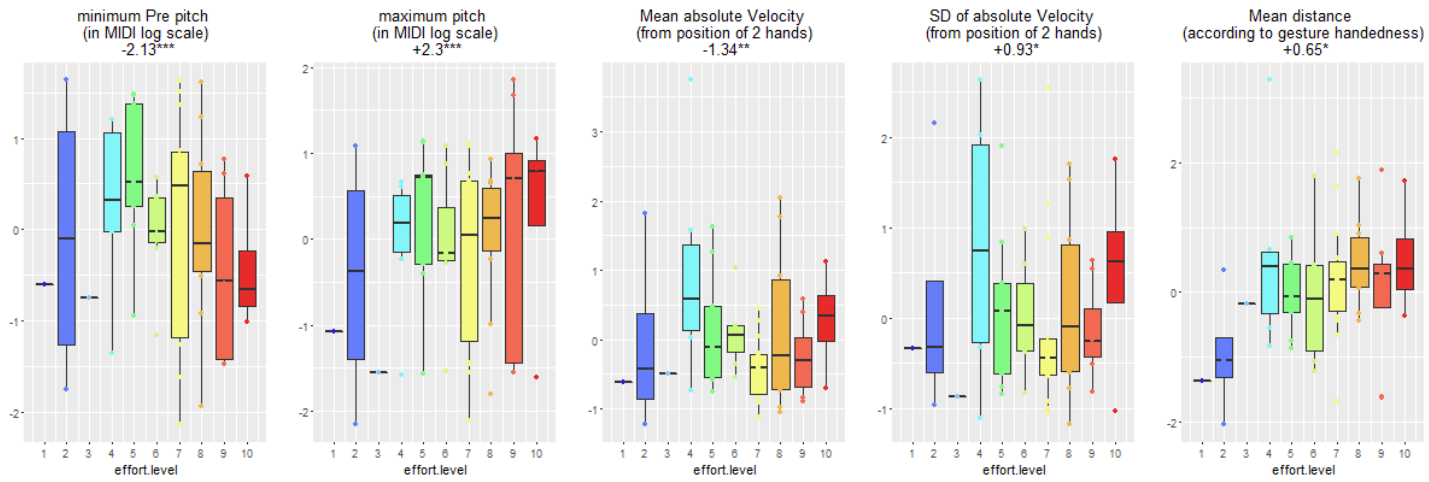 minimum Pre pitch
(in MIDI log scale)
-2.13***
1
0
-1
-2
1 2 3 4 5 6 7 8 9 10
effort.level
maximum pitch
(in MIDI log scale)
+2.3***
2
1
0
-1
-2
1 2 3 4 5 6 7 8 9 10
effort.level
Mean absolute Velocity
(from position of 2 hands)
-1.34**
3
2
1
0
-1
1 2 3 4 5 6 7 8 9 10
effort.level
SD of absolute Velocity
(from position of 2 hands)
+0.93*
2
1
0
-1
1 2 3 4 5 6 7 8 9 10
effort.level
Mean distance
(according to gesture handedness)
+0.65*
2
0
-2
1 2 3 4 5 6 7 8 9 10
effort.level